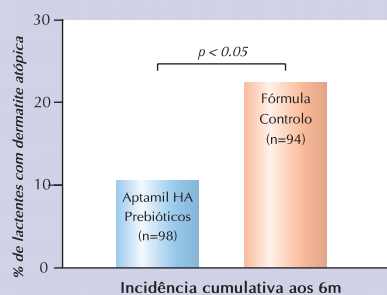 % de lactentes com dermatite atópica
30
20
10
0
p < 0.05
Aptamil HA
Prebióticos
(n=98)
Fórmula
Controlo
(n=94)
Incidência cumulativa aos 6m